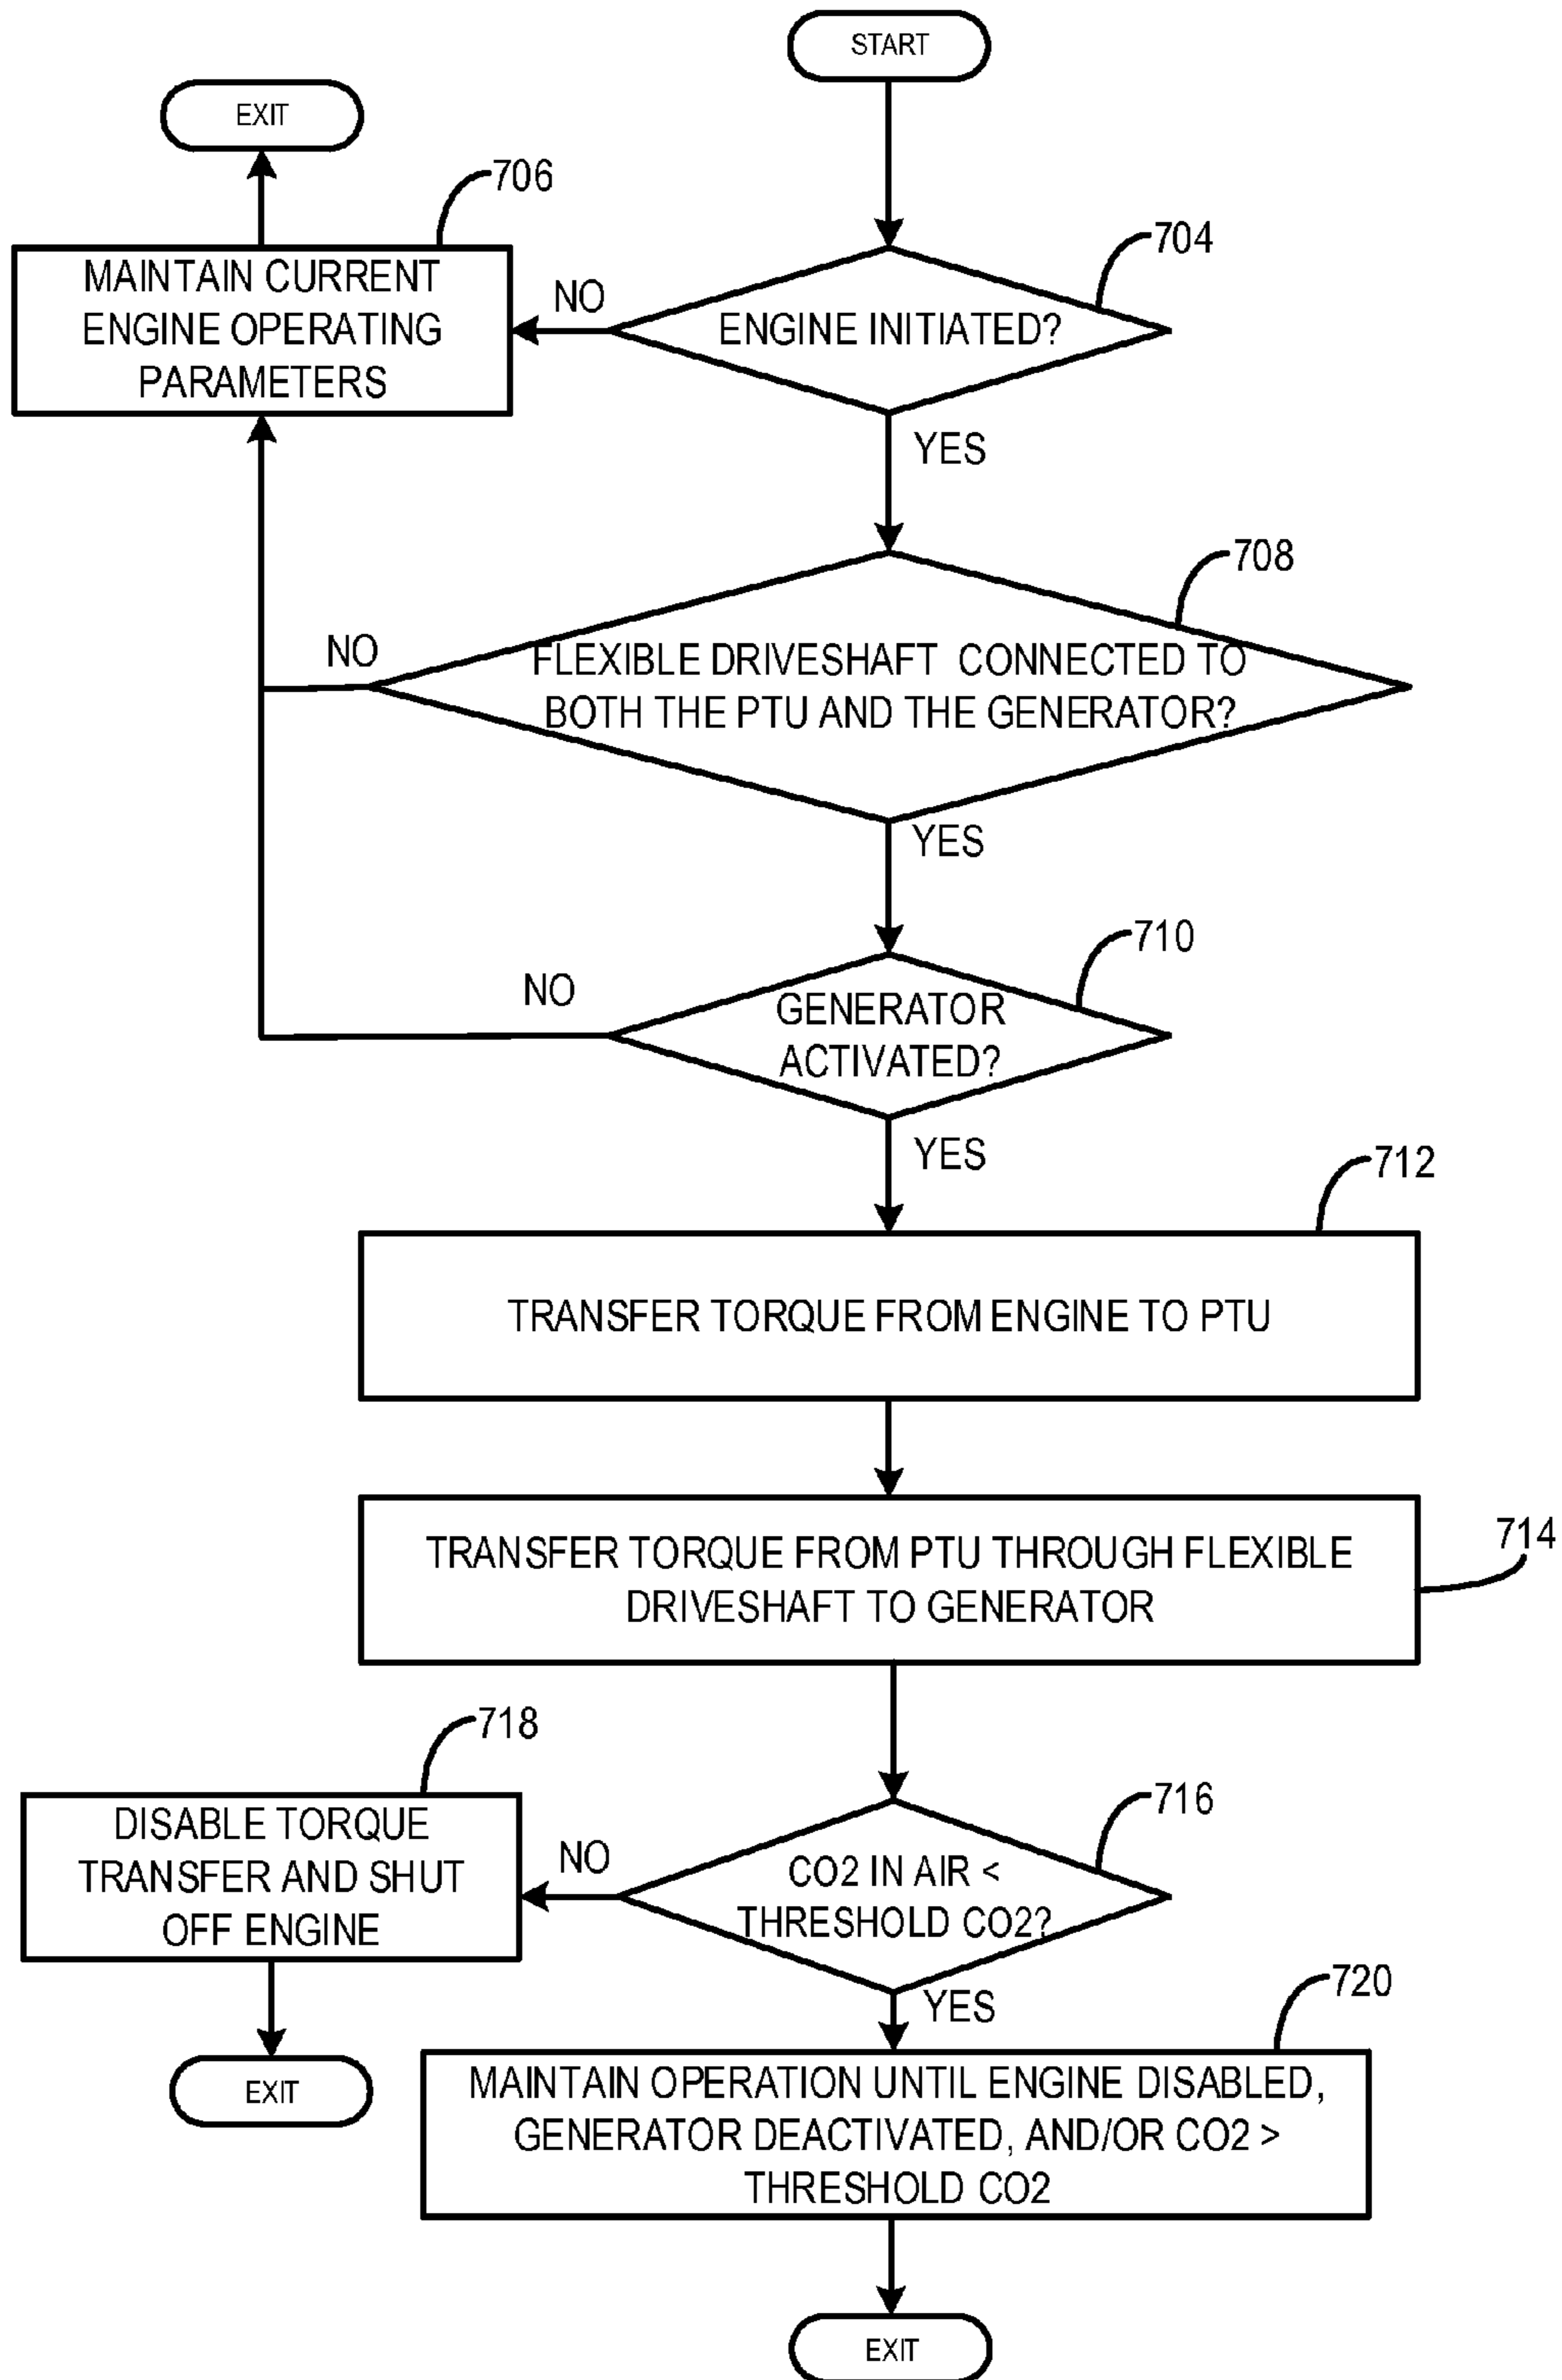 START
EXIT
706
704
MAINTAIN CURRENT
ENGINE OPERATING
PARAMETERS
NO
ENGINE INITIATED?
YES
708
NO
FLEXIBLE DRIVESHAFT CONNECTED TO
BOTH THE PTU AND THE GENERATOR?
YES
710
NO
GENERATOR
ACTIVATED?
YES
712
TRANSFER TORQUE FROM ENGINE TO PTU
714
TRANSFER TORQUE FROM PTU THROUGH FLEXIBLE
DRIVESHAFT TO GENERATOR
718
716
DISABLE TORQUE
TRANSFER AND SHUT
OFF ENGINE
NO
CO2 IN AIR <
THRESHOLD CO2?
YES
720
EXIT
MAINTAIN OPERATION UNTIL ENGINE DISABLED,
GENERATOR DEACTIVATED, AND/OR CO2 >
THRESHOLD CO2
EXIT